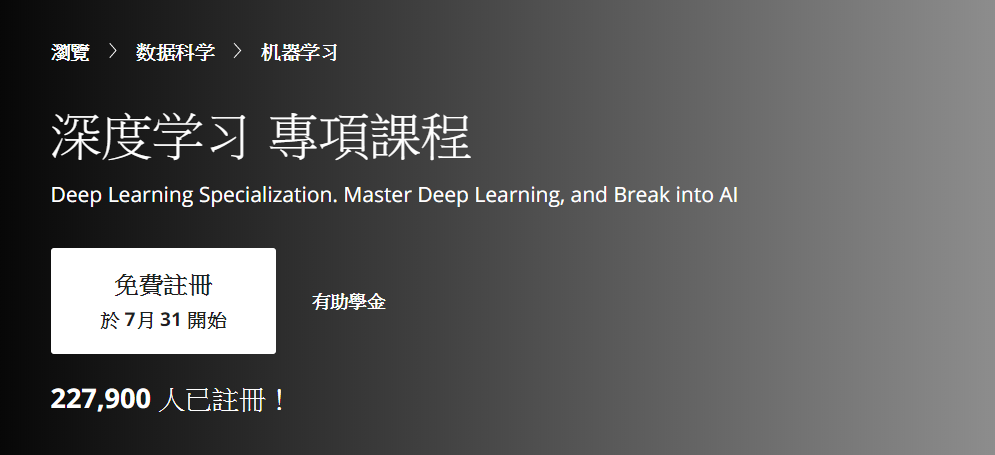 瀏覽 > 数据科学 > 机器学习
深度学习 專項課程
Deep Learning Specialization. Master Deep Learning, and Break into AI
免費註冊
於 7月 31 開始
有助學金
227,900 人已註冊！